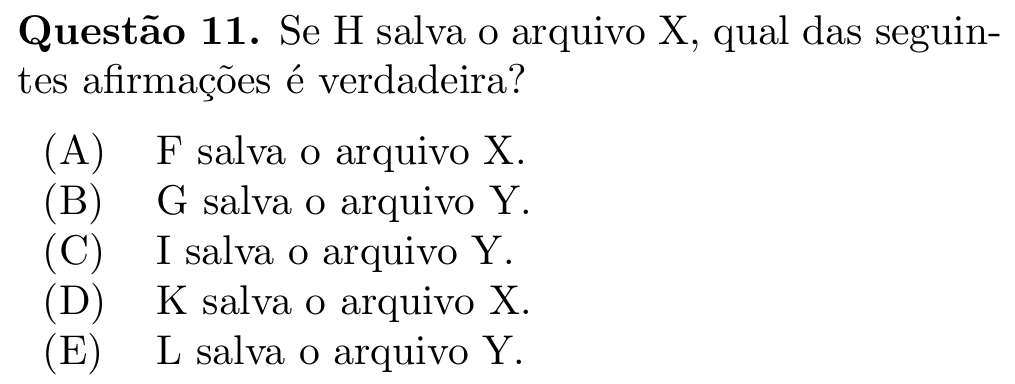 Questão 11. Se H salva o arquivo X, qual das seguin-
tes afirmações é verdadeira?
(A) F salva o arquivo X.
(B) G salva o arquivo Y.
(C) I salva o arquivo Y.
(D) K salva o arquivo X.
(E) L salva o arquivo Y.